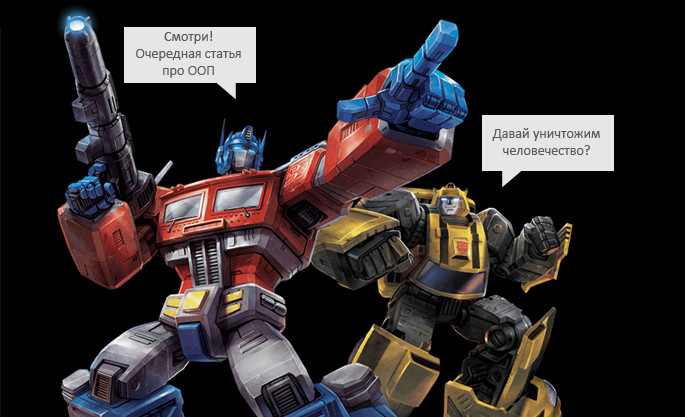 Смотри!
Очередная статья
про ООП
Давай уничтожим
человечество?